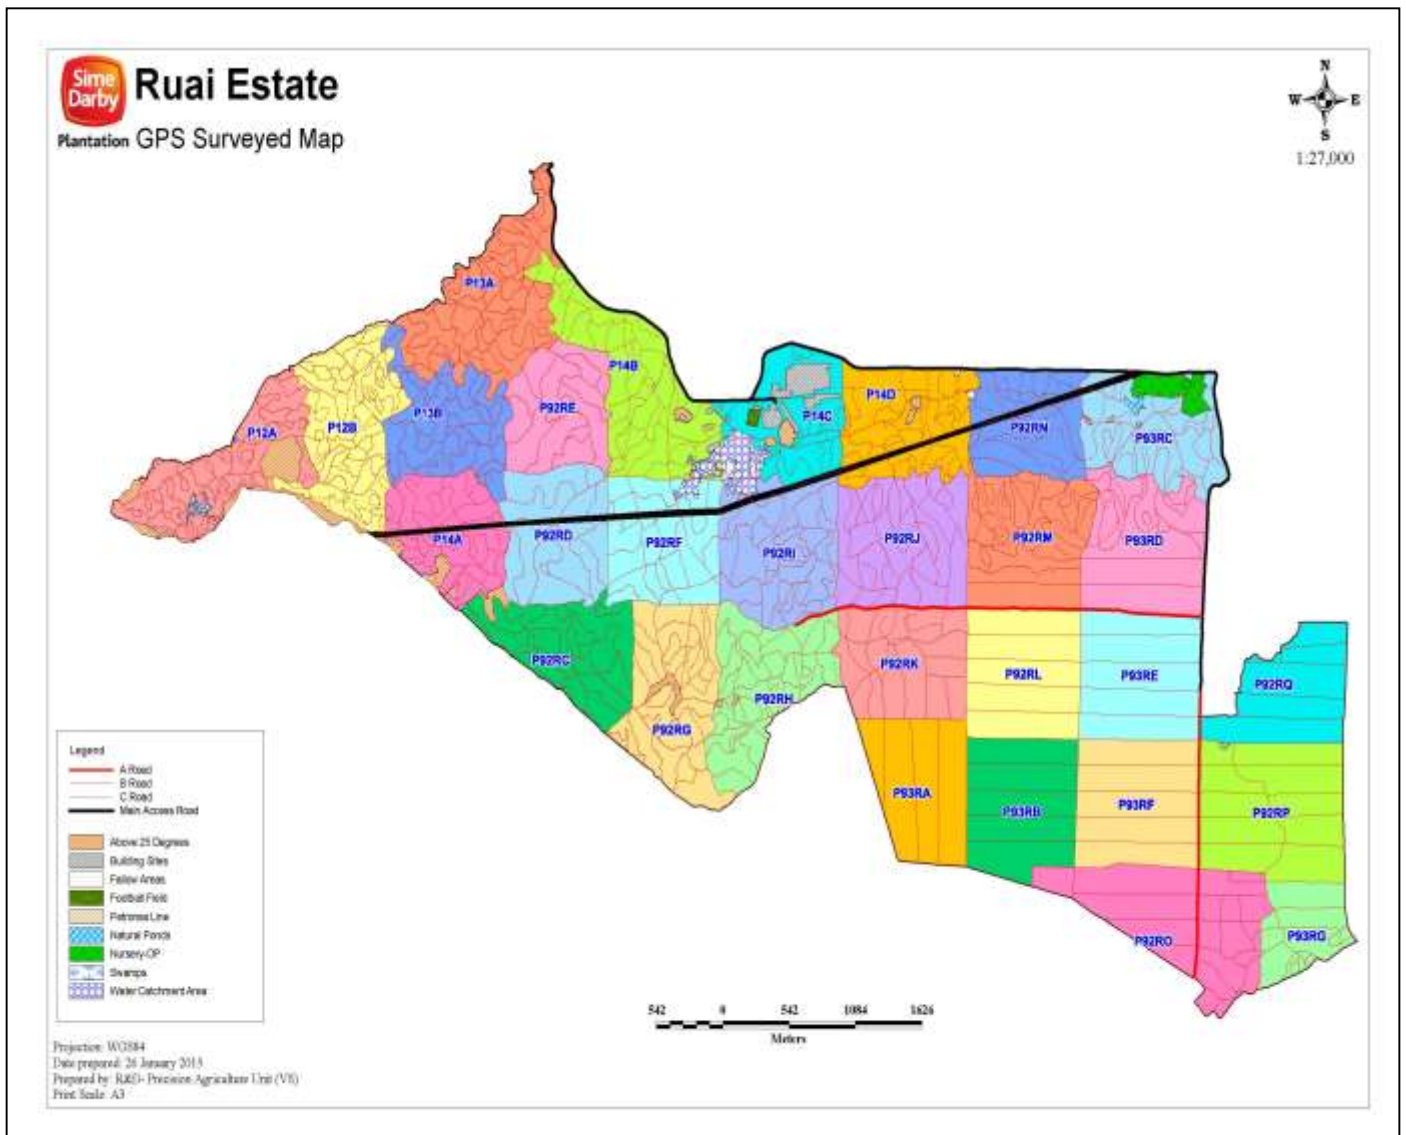 Sime
Darby
Plantation
Ruai Estate
GPS Surveyed Map
N
W
E
S
1:27,000
P13A
P14B
P12A
P12B
P13B
P92RE
P14C
P14D
P92RN
P93RC
P14A
P92RD
P92RF
P92RI
P92RJ
P92RM
P93RD
P92RC
P92RG
P92RH
P92RK
P92RL
P93RE
P92RQ
P93RA
P93RB
P93RF
P92RP
P92RO
P93RG
Legend
A Road
B Road
C Road
Main Access Road
Above 25 Degrees
Building Sites
Fallow Areas
Football Field
Petronas Line
Natural Ponds
Nursery-OP
Swamps
Water Catchment Area
542 0 542 1084 1626
Meters
Projection: WGS84
Date prepared: 26 January 2015
Prepared by: R&D- Precision Agriculture Unit
Print Scale: A3